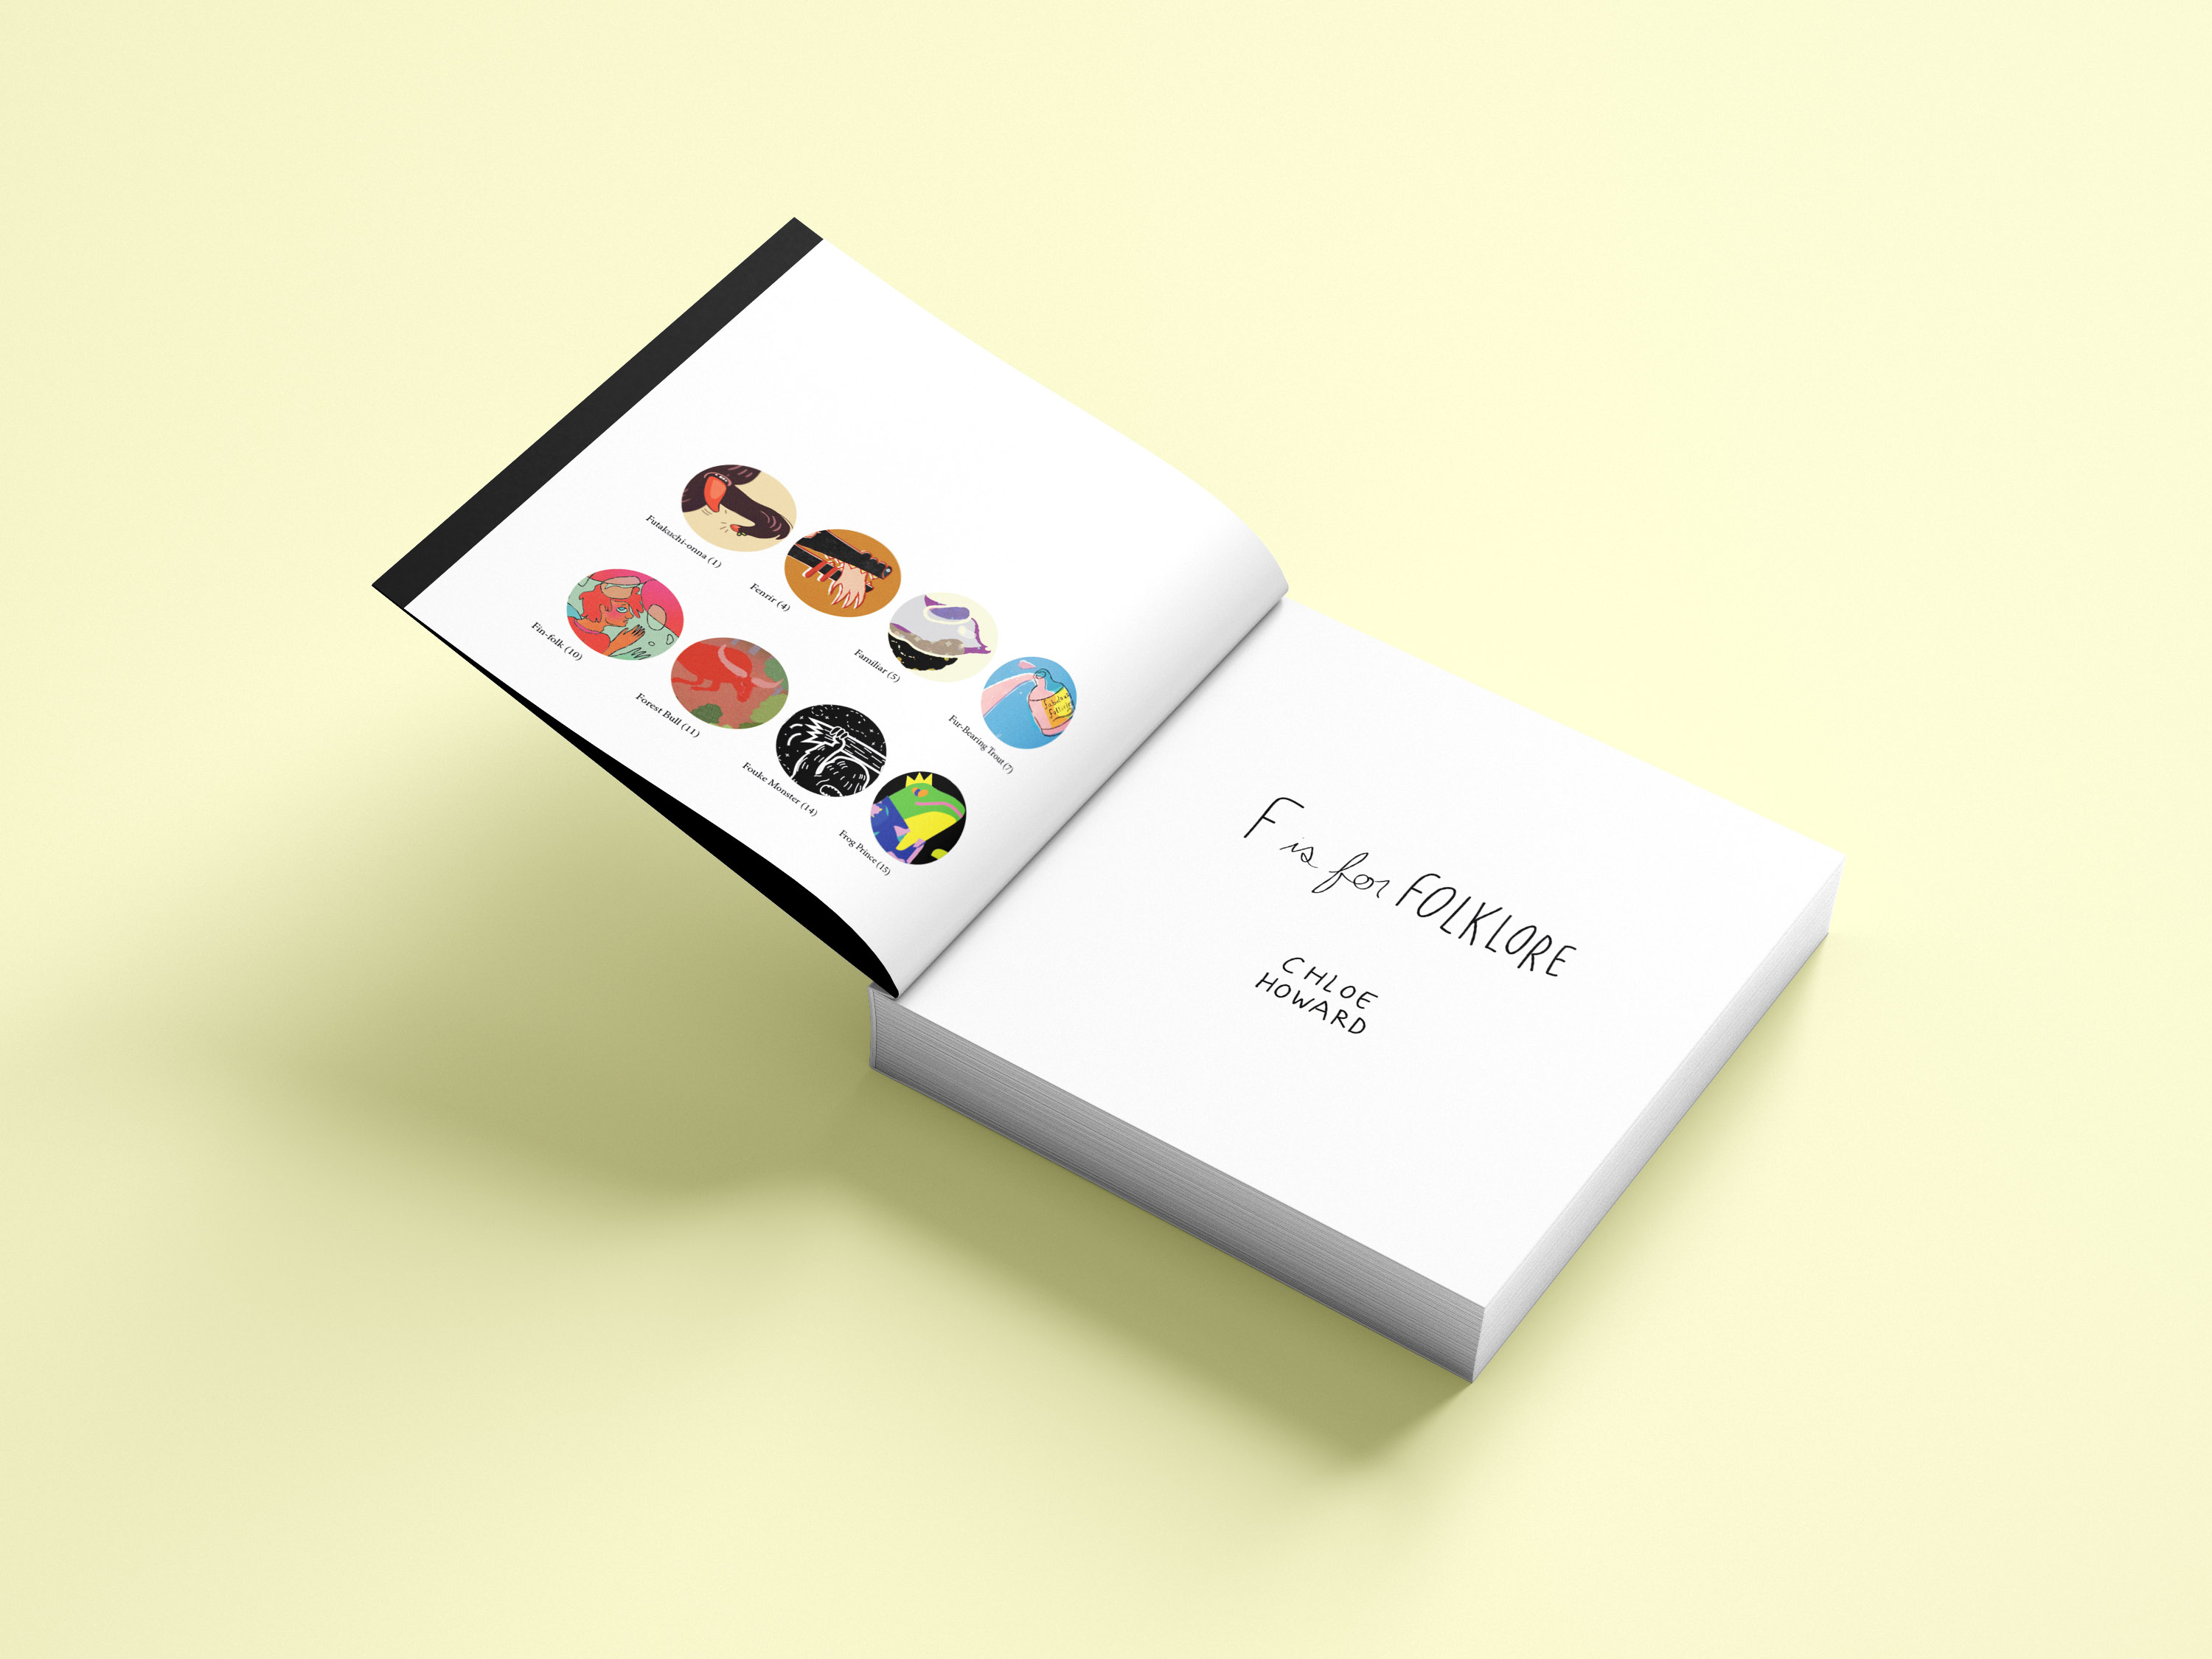 Futakuchi-onna (1)
Fenrir (4)
Familiar (5)
Fur-Bearing Trout (7)
Fin-folk (10)
Forest Bull (11)
Fouke Monster (14)
Frog Prince (15)
F is for FOLKLORE
CHLOE
HOWARD